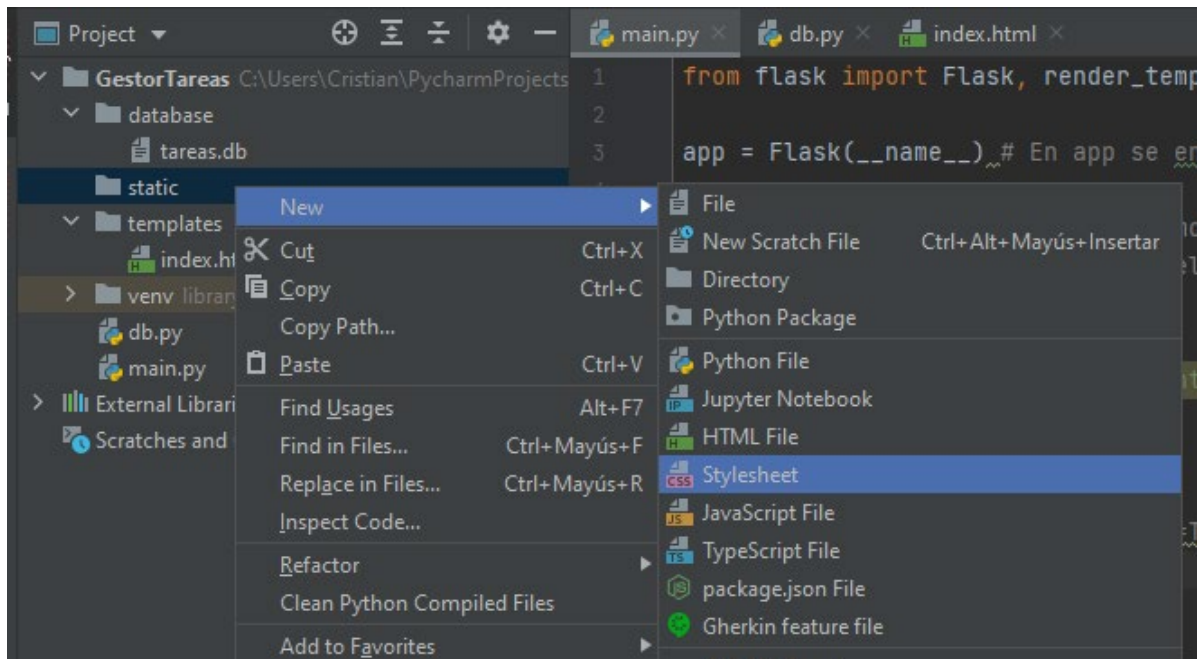 Project
main.py
db.py
index.html
GestorTareas C:\Users\Cristian\PycharmProjects
database
tareas.db
static
templates
venv
db.py
main.py
Scratches and
1 from flask import Flask,
2
3 app = Flask(__name__) # En app se
New
Cut Ctrl+X
Copy Ctrl+C
Copy Path...
Paste Ctrl+V
Find Usages Alt+F7
Find in Files... Ctrl+Mayús+F
Replace in Files... Ctrl+Mayús+R
Inspect Code...
Refactor
Clean Python Compiled Files
Add to Favorites
File
New Scratch File Ctrl+Alt+Mayús+Insertar
Directory
Python Package
Python File
IP Jupyter Notebook
H HTML File
CSS Stylesheet
JS JavaScript File
TS TypeScript File
package.json File
Gherkin feature file